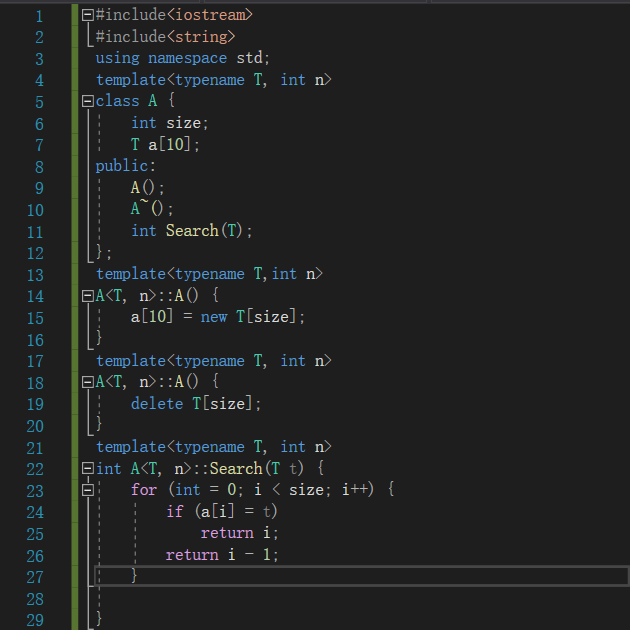 1 #include<iostream>
2 #include<string>
3 using namespace std;
4 template<typename T, int n>
5 class A {
6 int size;
7 T a[10];
8 public:
9 A();
10 A~();
11 int Search(T);
12 };
13 template<typename T,int n>
14 A<T, n>::A() {
15 a[10] = new T[size];
16 }
17 template<typename T, int n>
18 A<T, n>::A() {
19 delete T[size];
20 }
21 template<typename T, int n>
22 int A<T, n>::Search(T t) {
23 for (int = 0; i < size; i++) {
24 if (a[i] = t)
25 return i;
26 return i - 1;
27 }
28
29 }